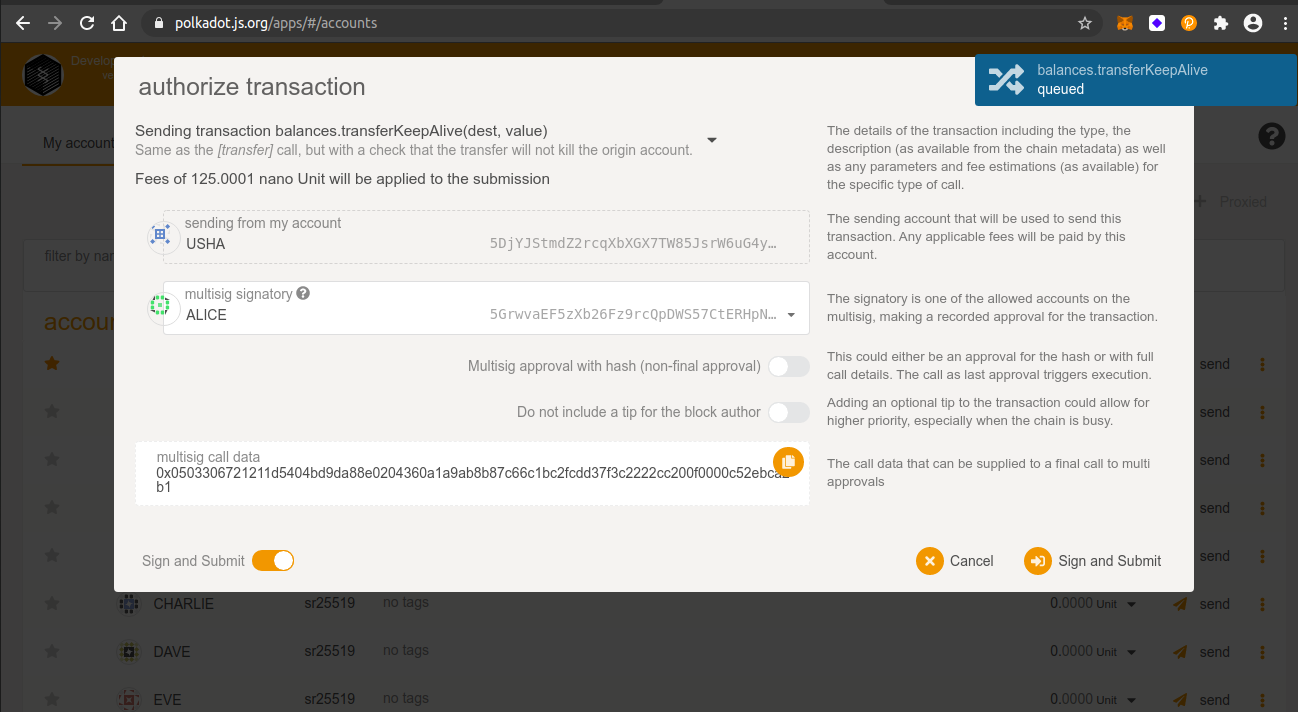 polkadot.js.org/apps/#/accounts
balances.transferKeepAlive
queued
authorize transaction
Sending transaction balances.transferKeepAlive(dest, value)
Same as the [transfer] call, but with a check that the transfer will not kill the origin account.
Fees of 125.0001 nano Unit will be applied to the submission
The details of the transaction including the type, the
description (as available from the chain metadata) as well
as any parameters and fee estimations (as available) for
the specific type of call.
My account
Proxied
sending from my account
USHA 5DjYJStmdZ2rcqXbXGX7TW85JsrW6uG4y…
The sending account that will be used to send this
transaction. Any applicable fees will be paid by this
account.
filter by nar
multisig signatory
ALICE 5GrwvaEF5zXb26Fz9rcQpDWS57CtERHpN…
The signatory is one of the allowed accounts on the
multisig, making a recorded approval for the transaction.
accour
Multisig approval with hash (non-final approval)
This could either be an approval for the hash or with full
call details. The call as last approval triggers execution.
send
Do not include a tip for the block author
Adding an optional tip to the transaction could allow for
higher priority, especially when the chain is busy.
send
multisig call data
0x0503306721211d5404bd9da88e0204360a1a9ab8b87c66c1bc2fcdd37f3c2222cc200f0000c52ebca2
b1
The call data that can be supplied to a final call to multi
approvals
send
send
Sign and Submit
Cancel
Sign and Submit
send
CHARLIE sr25519 no tags 0.0000 Unit send
DAVE sr25519 no tags 0.0000 Unit send
EVE sr25519 no tags 0.0000 Unit send